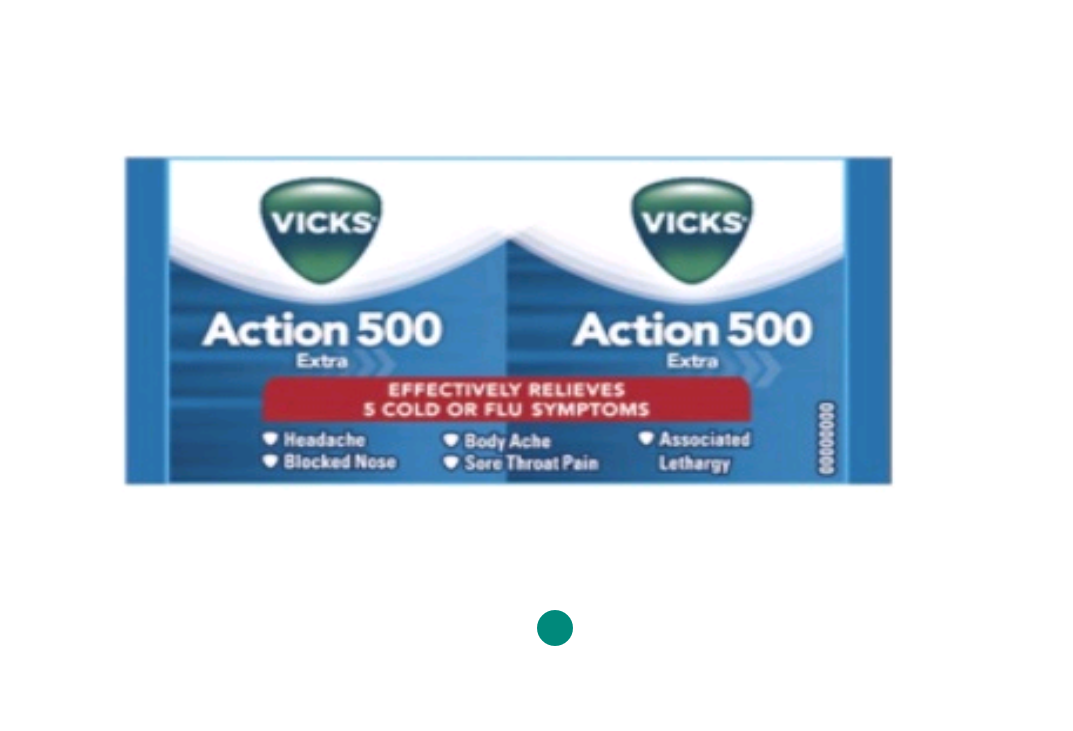 VICKS
VICKS
Action 500
Extra
Action 500
Extra
EFFECTIVELY RELIEVES
5 COLD OR FLU SYMPTOMS
Headache
Blocked Nose
Body Ache
Sore Throat Pain
Associated
Lethargy
00000000